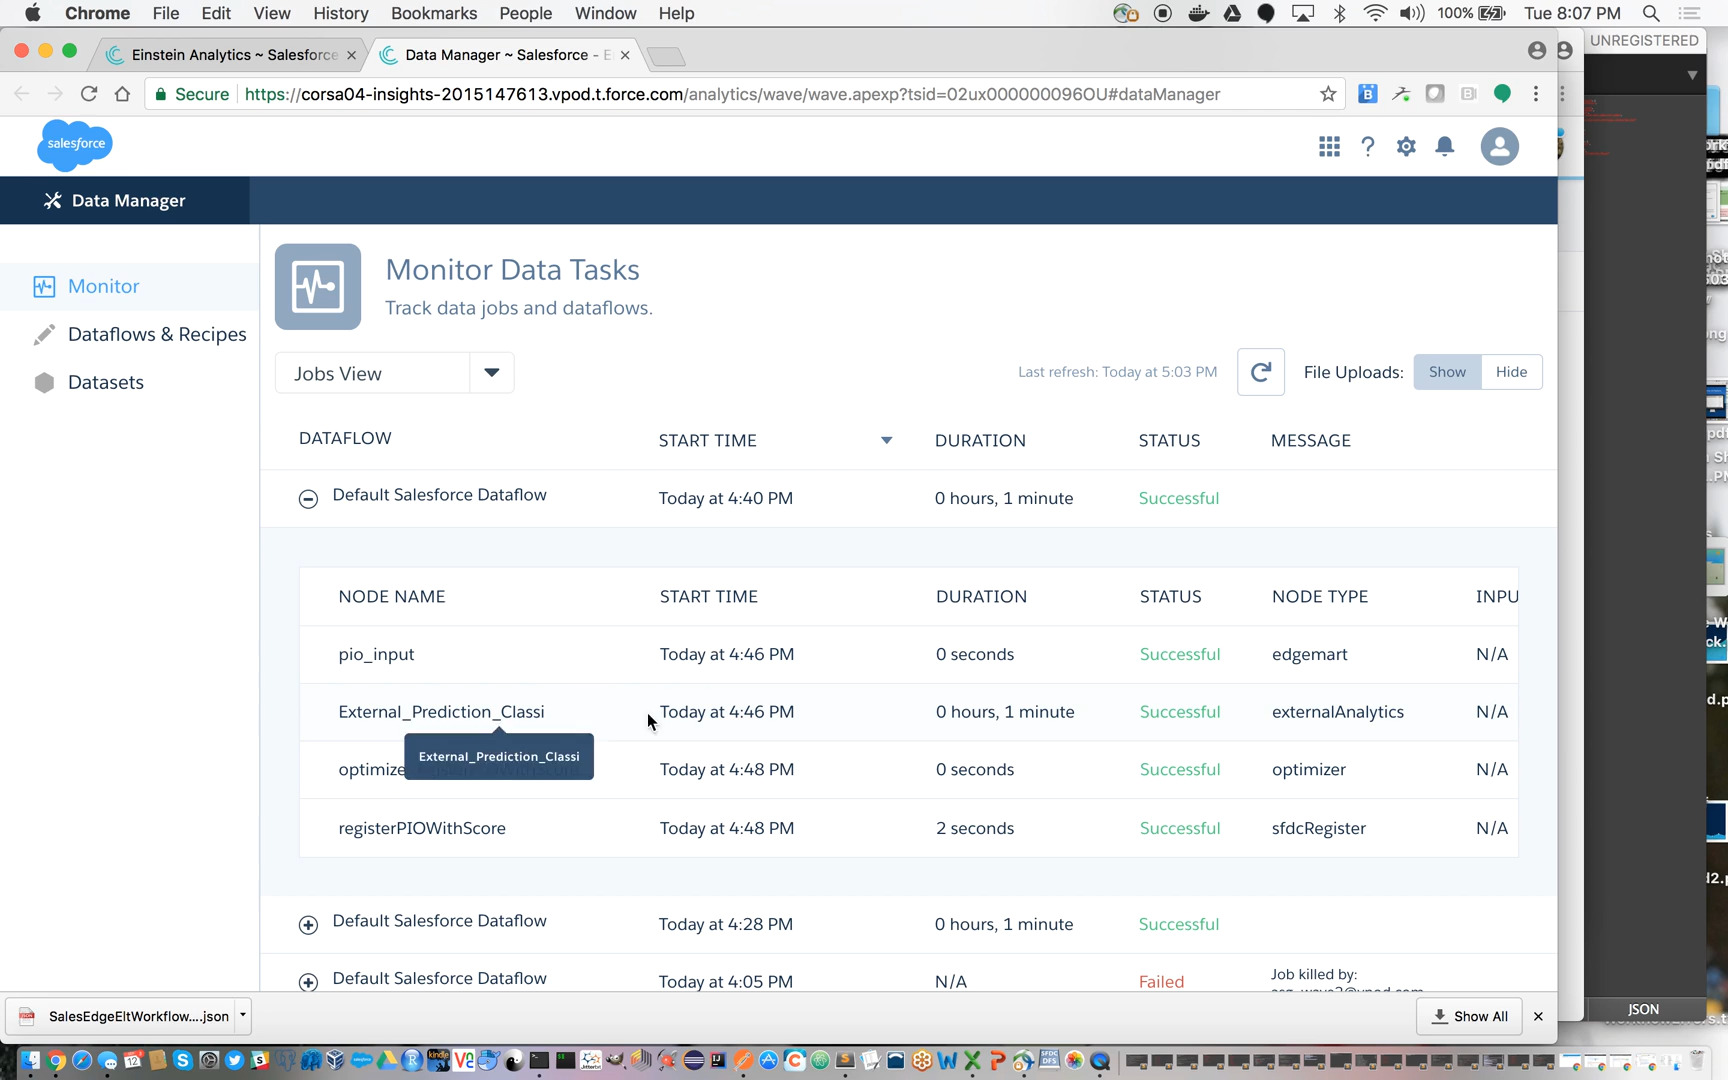 Chrome File Edit View History Bookmarks People Window Help 100% Tue 8:07 PM
UNREGISTERED
Einstein Analytics ~ Salesforce Data Manager ~ Salesforce - E
Secure https://corsa04-insights-2015147613.vpod.t.force.com/analytics/wave/wave.apexp?tsid=02ux000000096OU#dataManager
salesforce
Data Manager
Monitor
Dataflows & Recipes
Datasets
Monitor Data Tasks
Track data jobs and dataflows.
Jobs View Last refresh: Today at 5:03 PM File Uploads: Show Hide
DATAFLOW START TIME DURATION STATUS MESSAGE
Default Salesforce Dataflow Today at 4:40 PM 0 hours, 1 minute Successful
NODE NAME START TIME DURATION STATUS NODE TYPE INPU
pio_input Today at 4:46 PM 0 seconds Successful edgemart N/A
External_Prediction_Classi Today at 4:46 PM 0 hours, 1 minute Successful externalAnalytics N/A
External_Prediction_Classi
optimize Today at 4:48 PM 0 seconds Successful optimizer N/A
registerPIOWithScore Today at 4:48 PM 2 seconds Successful sfdcRegister N/A
Default Salesforce Dataflow Today at 4:28 PM 0 hours, 1 minute Successful
Default Salesforce Dataflow Today at 4:05 PM N/A Failed Job killed by:
SalesEdgeEltWorkflow....json Show All
JSON